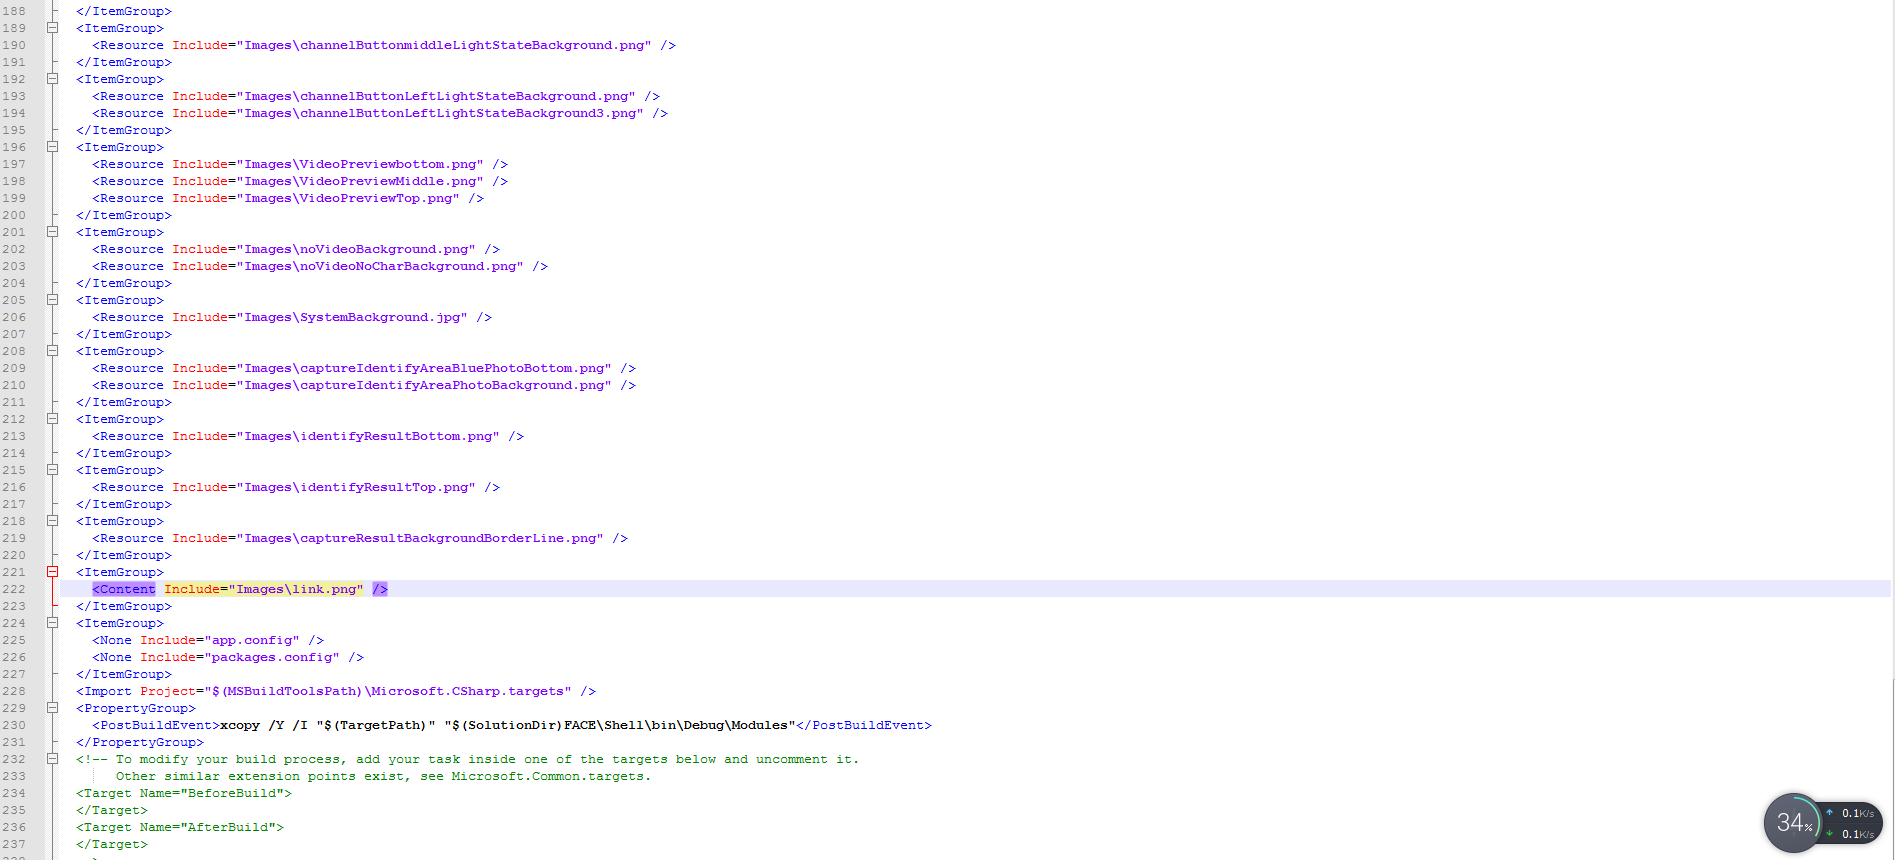 188 </ItemGroup>
189 <ItemGroup>
190 <Resource Include="Images\channelButtonmiddleLightStateBackground.png" />
191 </ItemGroup>
192 <ItemGroup>
193 <Resource Include="Images\channelButtonLeftLightStateBackground.png" />
194 <Resource Include="Images\channelButtonLeftLightStateBackground3.png" />
195 </ItemGroup>
196 <ItemGroup>
197 <Resource Include="Images\VideoPreviewbottom.png" />
198 <Resource Include="Images\VideoPreviewMiddle.png" />
199 <Resource Include="Images\VideoPreviewTop.png" />
200 </ItemGroup>
201 <ItemGroup>
202 <Resource Include="Images\noVideoBackground.png" />
203 <Resource Include="Images\noVideoNoCharBackground.png" />
204 </ItemGroup>
205 <ItemGroup>
206 <Resource Include="Images\SystemBackground.jpg" />
207 </ItemGroup>
208 <ItemGroup>
209 <Resource Include="Images\captureIdentifyAreaBluePhotoBottom.png" />
210 <Resource Include="Images\captureIdentifyAreaPhotoBackground.png" />
211 </ItemGroup>
212 <ItemGroup>
213 <Resource Include="Images\identifyResultBottom.png" />
214 </ItemGroup>
215 <ItemGroup>
216 <Resource Include="Images\identifyResultTop.png" />
217 </ItemGroup>
218 <ItemGroup>
219 <Resource Include="Images\captureResultBackgroundBorderLine.png" />
220 </ItemGroup>
221 <ItemGroup>
222 <Content Include="Images\link.png" />
223 </ItemGroup>
224 <ItemGroup>
225 <None Include="app.config" />
226 <None Include="packages.config" />
227 </ItemGroup>
228 <Import Project="$(MSBuildToolsPath)\Microsoft.CSharp.targets" />
229 <PropertyGroup>
230 <PostBuildEvent>xcopy /Y /I "$(TargetPath)" "$(SolutionDir)FACE\Shell\bin\Debug\Modules"</PostBuildEvent>
231 </PropertyGroup>
232 <!-- To modify your build process, add your task inside one of the targets below and uncomment it.
233 Other similar extension points exist, see Microsoft.Common.targets.
234 <Target Name="BeforeBuild">
235 </Target>
236 <Target Name="AfterBuild">
237 </Target>
34%
0.1K/s
0.1K/s